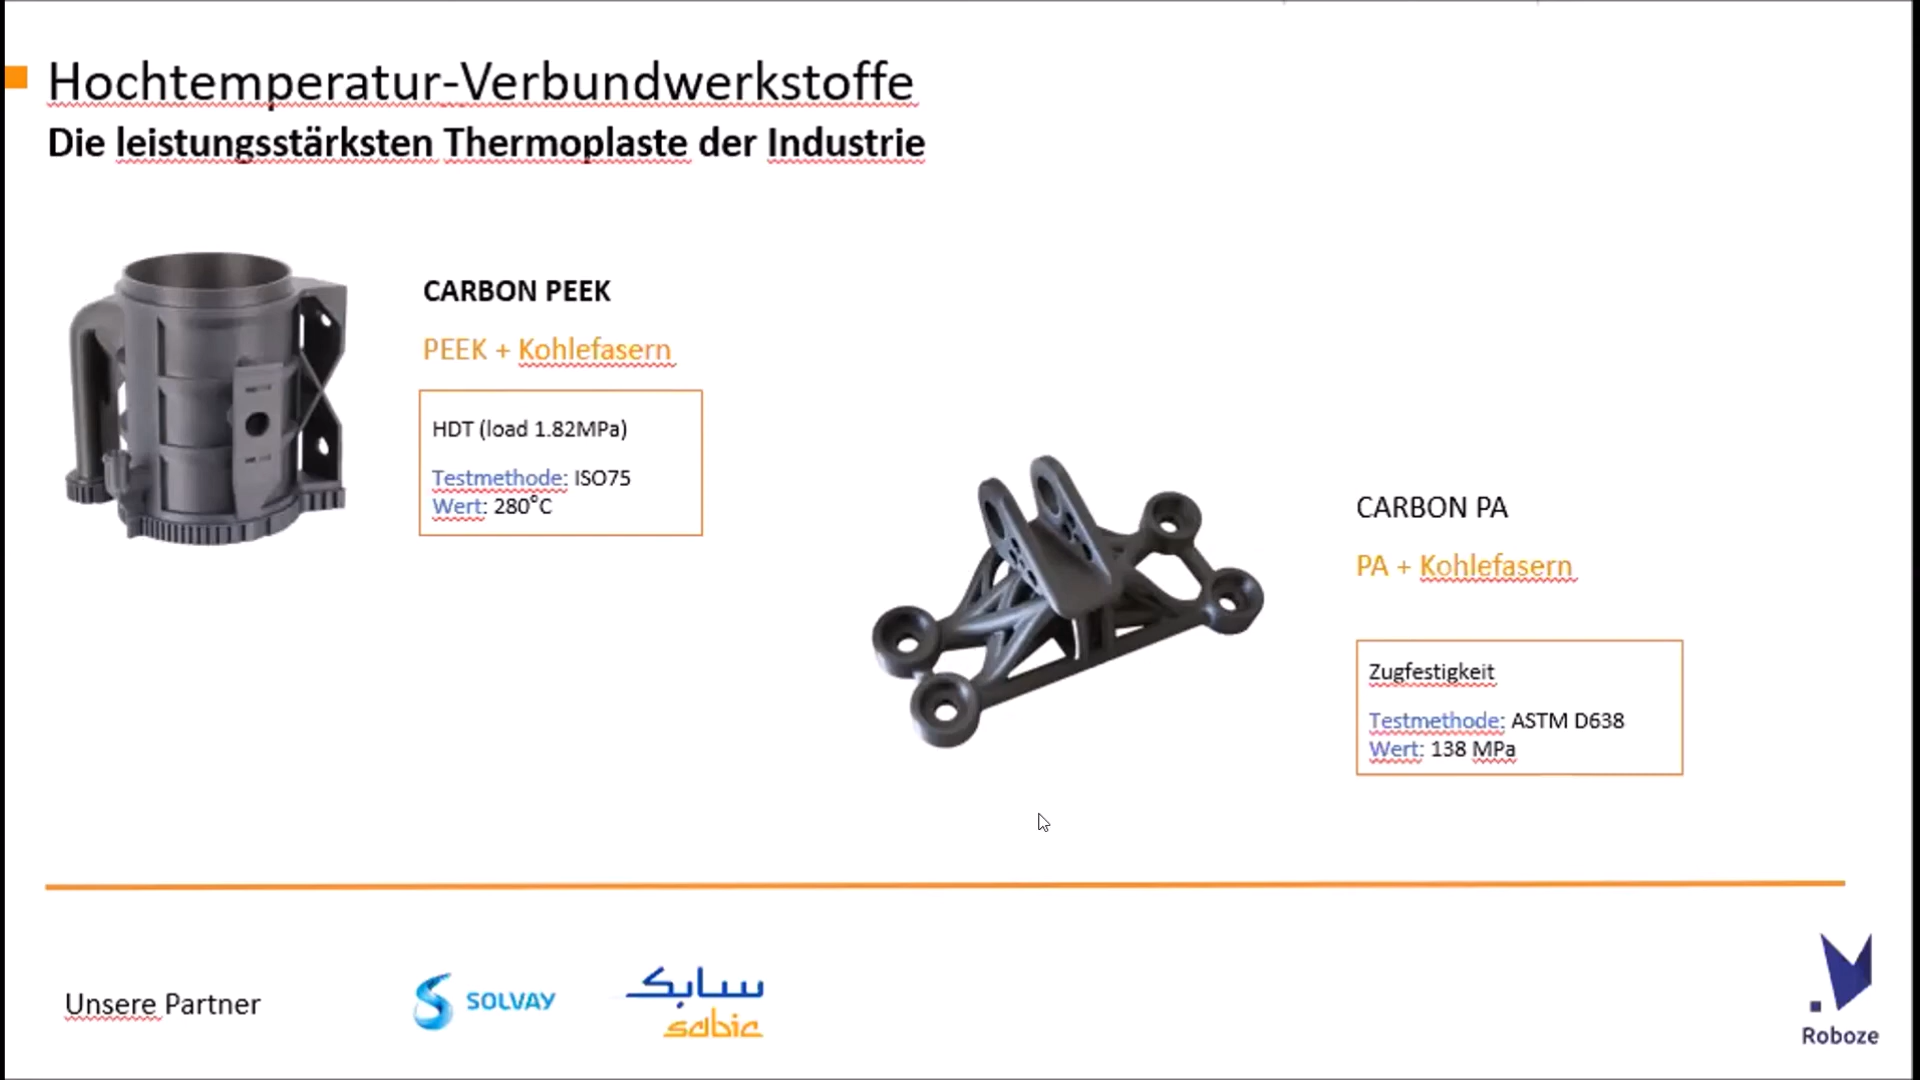 Hochtemperatur-Verbundwerkstoffe
Die leistungsstärksten Thermoplaste der Industrie
CARBON PEEK
PEEK + Kohlefasern
HDT (load 1.82MPa)
Testmethode: ISO75
Wert: 280°C
CARBON PA
PA + Kohlefasern
Zugfestigkeit
Testmethode: ASTM D638
Wert: 138 MPa
Unsere Partner
SOLVAY
سابك
sabic
Roboze